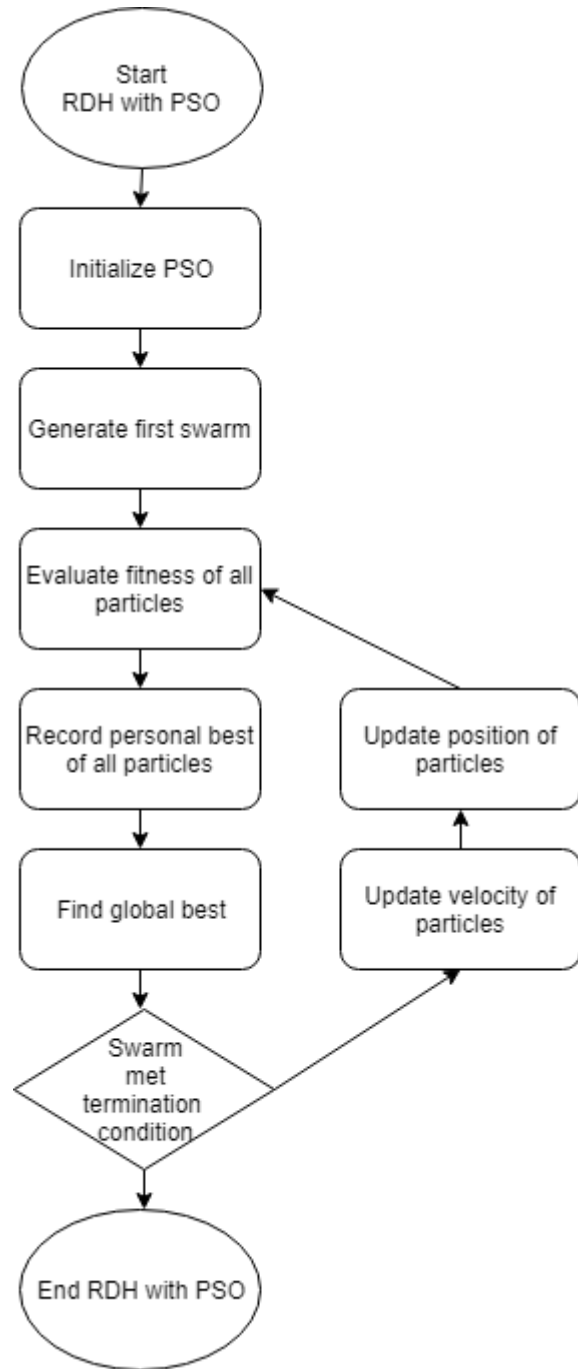 Start
RDH with PSO
Initialize PSO
Generate first swarm
Evaluate fitness of all
particles
Record personal best
of all particles
Update position of
particles
Find global best
Update velocity of
particles
Swarm
met
termination
condition
End RDH with PSO